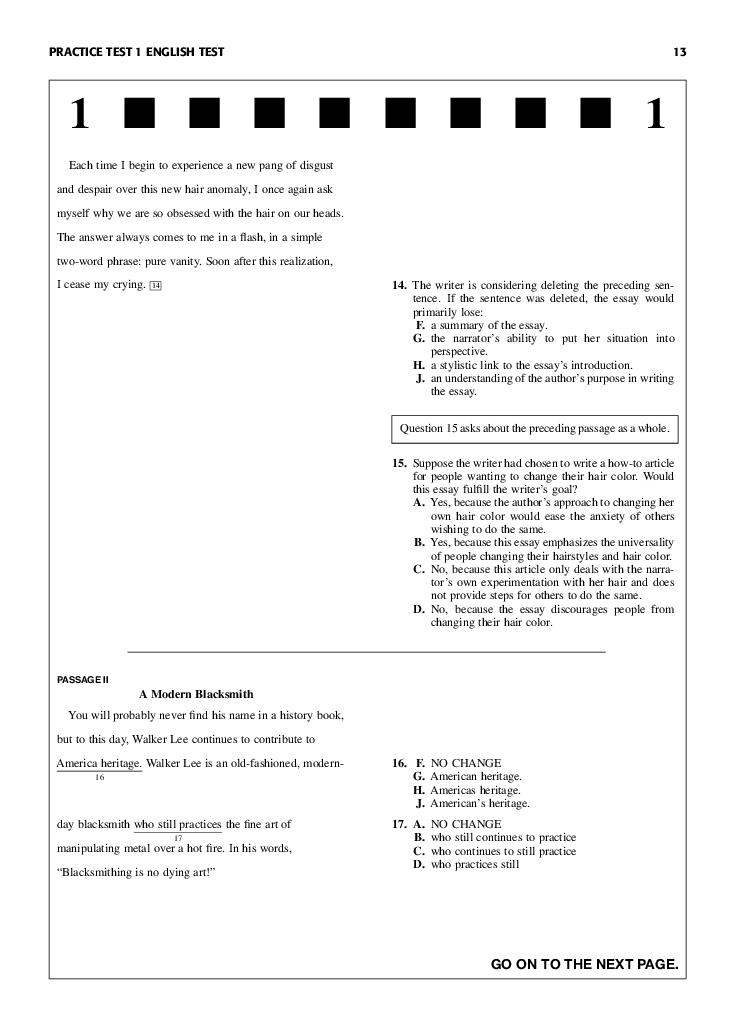 PRACTICE TEST 1 ENGLISH TEST 13
1 1
Each time I begin to experience a new pang of disgust
and despair over this new hair anomaly, I once again ask
myself why we are so obsessed with the hair on our heads.
The answer always comes to me in a flash, in a simple
two-word phrase: pure vanity. Soon after this realization,
I cease my crying. 14
14. The writer is considering deleting the preceding sen-
tence. If the sentence was deleted, the essay would
primarily lose:
F. a summary of the essay.
G. the narrator's ability to put her situation into
perspective.
H. a stylistic link to the essay's introduction.
J. an understanding of the author's purpose in writing
the essay.
Question 15 asks about the preceding passage as a whole.
15. Suppose the writer had chosen to write a how-to article
for people wanting to change their hair color. Would
this essay fulfill the writer's goal?
A. Yes, because the author's approach to changing her
own hair color would ease the anxiety of others
wishing to do the same.
B. Yes, because this essay emphasizes the universality
of people changing their hairstyles and hair color.
C. No, because this article only deals with the narra-
tor's own experimentation with her hair and does
not provide steps for others to do the same.
D. No, because the essay discourages people from
changing their hair color.
PASSAGE II
A Modern Blacksmith
You will probably never find his name in a history book,
but to this day, Walker Lee continues to contribute to
America heritage. Walker Lee is an old-fashioned, modern-
16
day blacksmith who still practices the fine art of
17
manipulating metal over a hot fire. In his words,
“Blacksmithing is no dying art!”
16. F. NO CHANGE
G. American heritage.
H. Americas heritage.
J. American's heritage.
17. A. NO CHANGE
B. who still continues to practice
C. who continues to still practice
D. who practices still
GO ON TO THE NEXT PAGE.